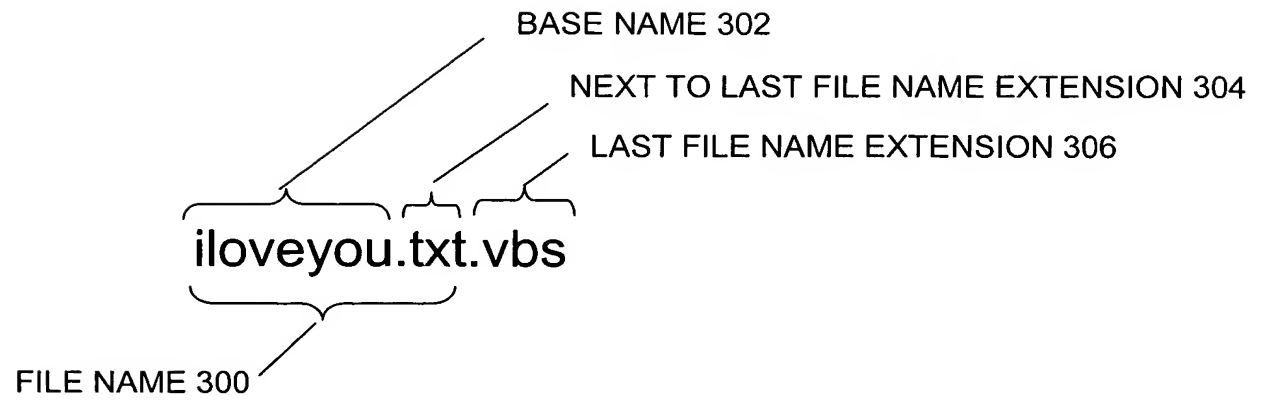 BASE NAME 302
NEXT TO LAST FILE NAME EXTENSION 304
LAST FILE NAME EXTENSION 306
iloveyou.txt.vbs
FILE NAME 300